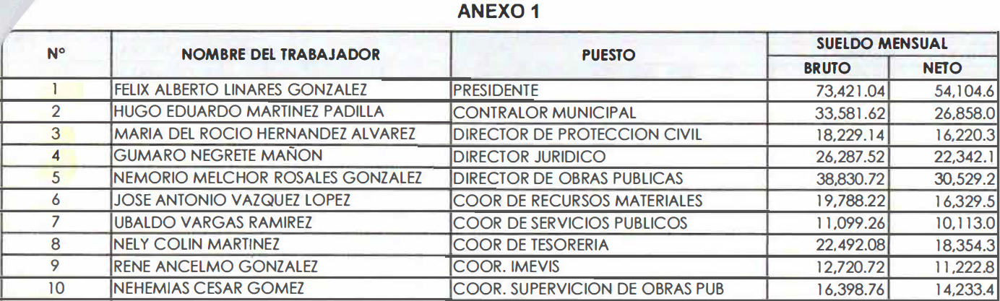 ANEXO 1
N° NOMBRE DEL TRABAJADOR PUESTO SUELDO MENSUAL
BRUTO NETO
1 FELIX ALBERTO LINARES GONZALEZ PRESIDENTE 73,421.04 54,104.6
2 HUGO EDUARDO MARTINEZ PADILLA CONTRALOR MUNICIPAL 33,581.62 26,858.0
3 MARIA DEL ROCIO HERNANDEZ ALVAREZ DIRECTOR DE PROTECCION CIVIL 18,229.14 16,220.3
4 GUMARO NEGRETE MAÑON DIRECTOR JURIDICO 26,287.52 22,342.1
5 NEMORIO MELCHOR ROSALES GONZALEZ DIRECTOR DE OBRAS PUBLICAS 38,830.72 30,529.2
6 JOSE ANTONIO VAZQUEZ LOPEZ COOR DE RECURSOS MATERIALES 19,788.22 16,329.5
7 UBALDO VARGAS RAMIREZ COOR DE SERVICIOS PUBLICOS 11,099.26 10,113.0
8 NELY COLIN MARTINEZ COOR DE TESORERIA 22,492.08 18,354.3
9 RENE ANCELMO GONZALEZ COOR. IMEVIS 12,720.72 11,222.8
10 NEHEMIAS CESAR GOMEZ COOR. SUPERVICION DE OBRAS PUB 16,398.76 14,233.4